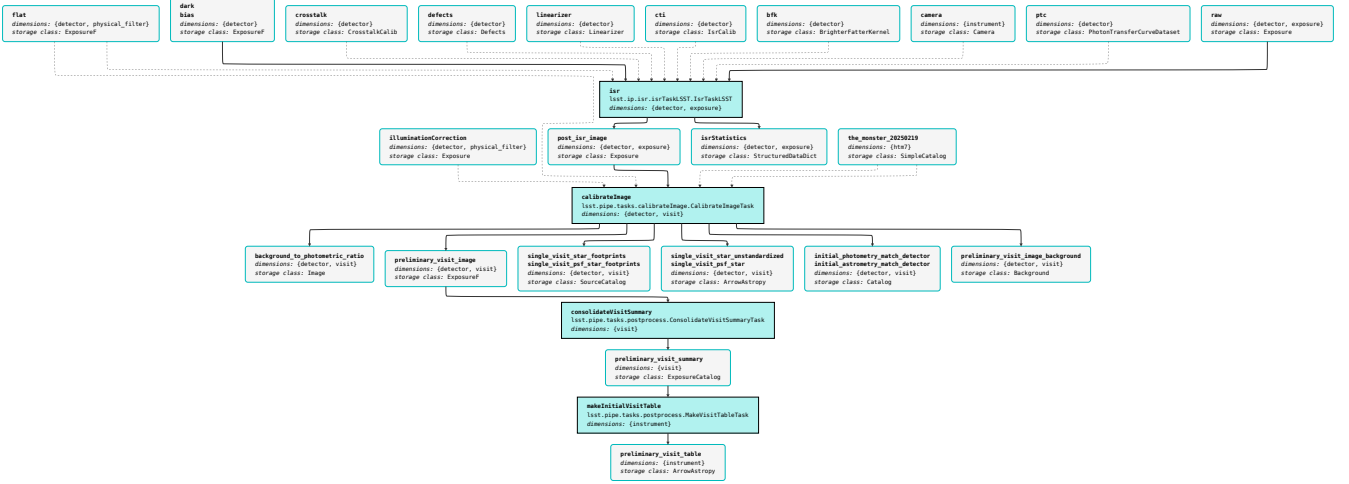 flat
dimensions: {detector, physical_filter}
storage class: ExposureF
dark
bias
dimensions: {detector}
storage class: ExposureF
crosstalk
dimensions: {detector}
storage class: CrosstalkCalib
defects
dimensions: {detector}
storage class: Defects
linearizer
dimensions: {detector}
storage class: Linearizer
cti
dimensions: {detector}
storage class: IsrCalib
bfk
dimensions: {detector}
storage class: BrighterFatterKernel
camera
dimensions: {instrument}
storage class: Camera
ptc
dimensions: {detector}
storage class: PhotonTransferCurveDataset
raw
dimensions: {detector, exposure}
storage class: Exposure
isr
lsst.ip.isr.isrTaskLSST.IsrTaskLSST
dimensions: {detector, exposure}
illuminationCorrection
dimensions: {detector, physical_filter}
storage class: Exposure
post_isr_image
dimensions: {detector, exposure}
storage class: Exposure
isrStatistics
dimensions: {detector, exposure}
storage class: StructuredDataDict
the_monster_20250219
dimensions: {htm7}
storage class: SimpleCatalog
calibrateImage
lsst.pipe.tasks.calibrateImage.CalibrateImageTask
dimensions: {detector, visit}
background_to_photometric_ratio
dimensions: {detector, visit}
storage class: Image
preliminary_visit_image
dimensions: {detector, visit}
storage class: ExposureF
single_visit_star_footprints
single_visit_psf_star_footprints
dimensions: {detector, visit}
storage class: SourceCatalog
single_visit_star_unstandardized
single_visit_psf_star
dimensions: {detector, visit}
storage class: ArrowAstropy
initial_photometry_match_detector
initial_astrometry_match_detector
dimensions: {detector, visit}
storage class: Catalog
preliminary_visit_image_background
dimensions: {detector, visit}
storage class: Background
consolidateVisitSummary
lsst.pipe.tasks.postprocess.ConsolidateVisitSummaryTask
dimensions: {visit}
preliminary_visit_summary
dimensions: {visit}
storage class: ExposureCatalog
makeInitialVisitTable
lsst.pipe.tasks.postprocess.MakeVisitTableTask
dimensions: {instrument}
preliminary_visit_table
dimensions: {instrument}
storage class: ArrowAstropy